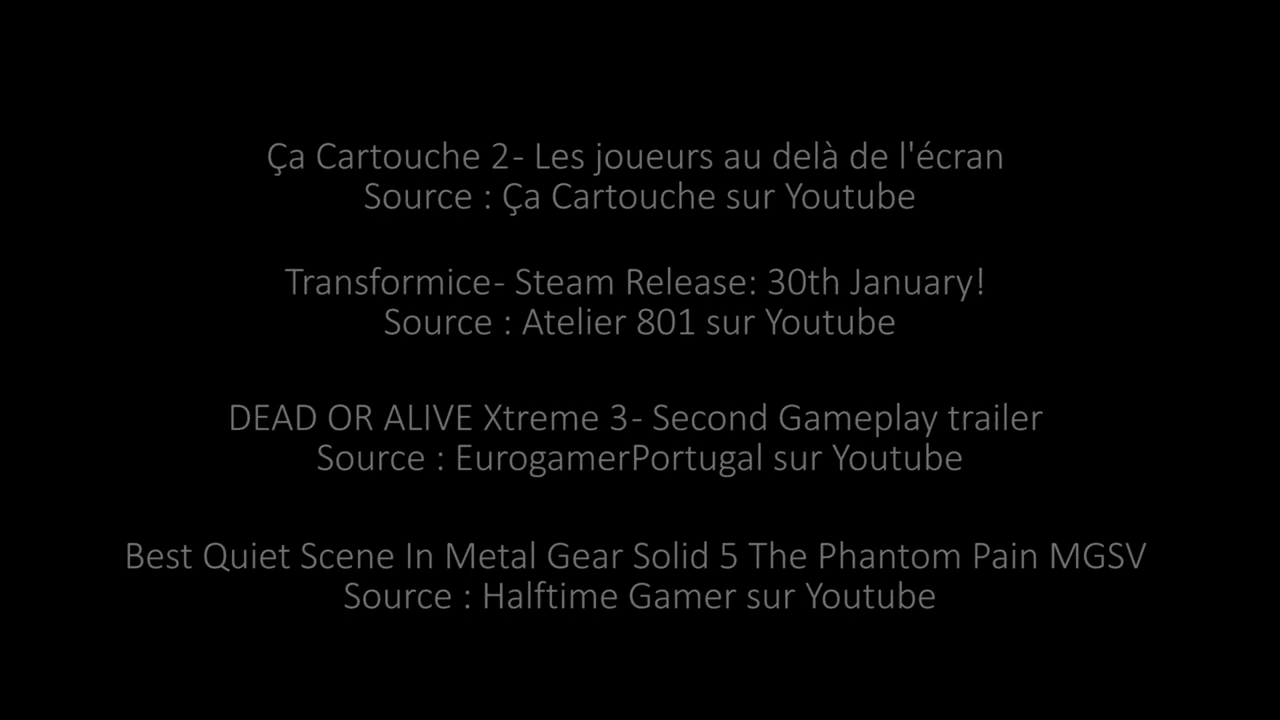 Ça Cartouche 2- Les joueurs au delà de l'écran
Source : Ça Cartouche sur Youtube
Transformice- Steam Release: 30th January!
Source : Atelier 801 sur Youtube
DEAD OR ALIVE Xtreme 3- Second Gameplay trailer
Source : EurogamerPortugal sur Youtube
Best Quiet Scene In Metal Gear Solid 5 The Phantom Pain MGSV
Source : Halftime Gamer sur Youtube